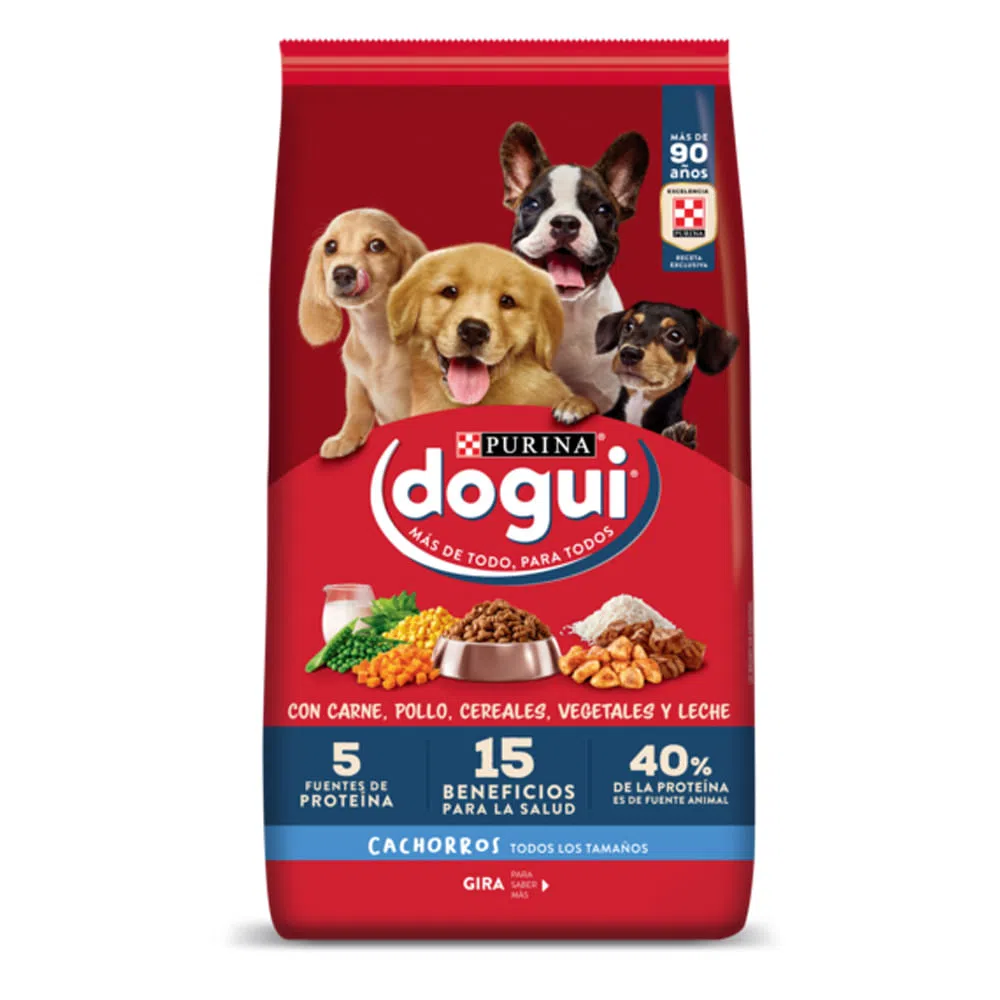 MÁS DE
90
años
EXCELENCIA
PURINA
RECETA
EXCLUSIVA
PURINA®
dogui®
MÁS DE TODO, PARA TODOS
CON CARNE, POLLO, CEREALES, VEGETALES Y LECHE
5
FUENTES DE
PROTEÍNA
15
BENEFICIOS
PARA LA SALUD
40%
DE LA PROTEÍNA
ES DE FUENTE ANIMAL
CACHORROS TODOS LOS TAMAÑOS
GIRA PARA
SABER
MÁS